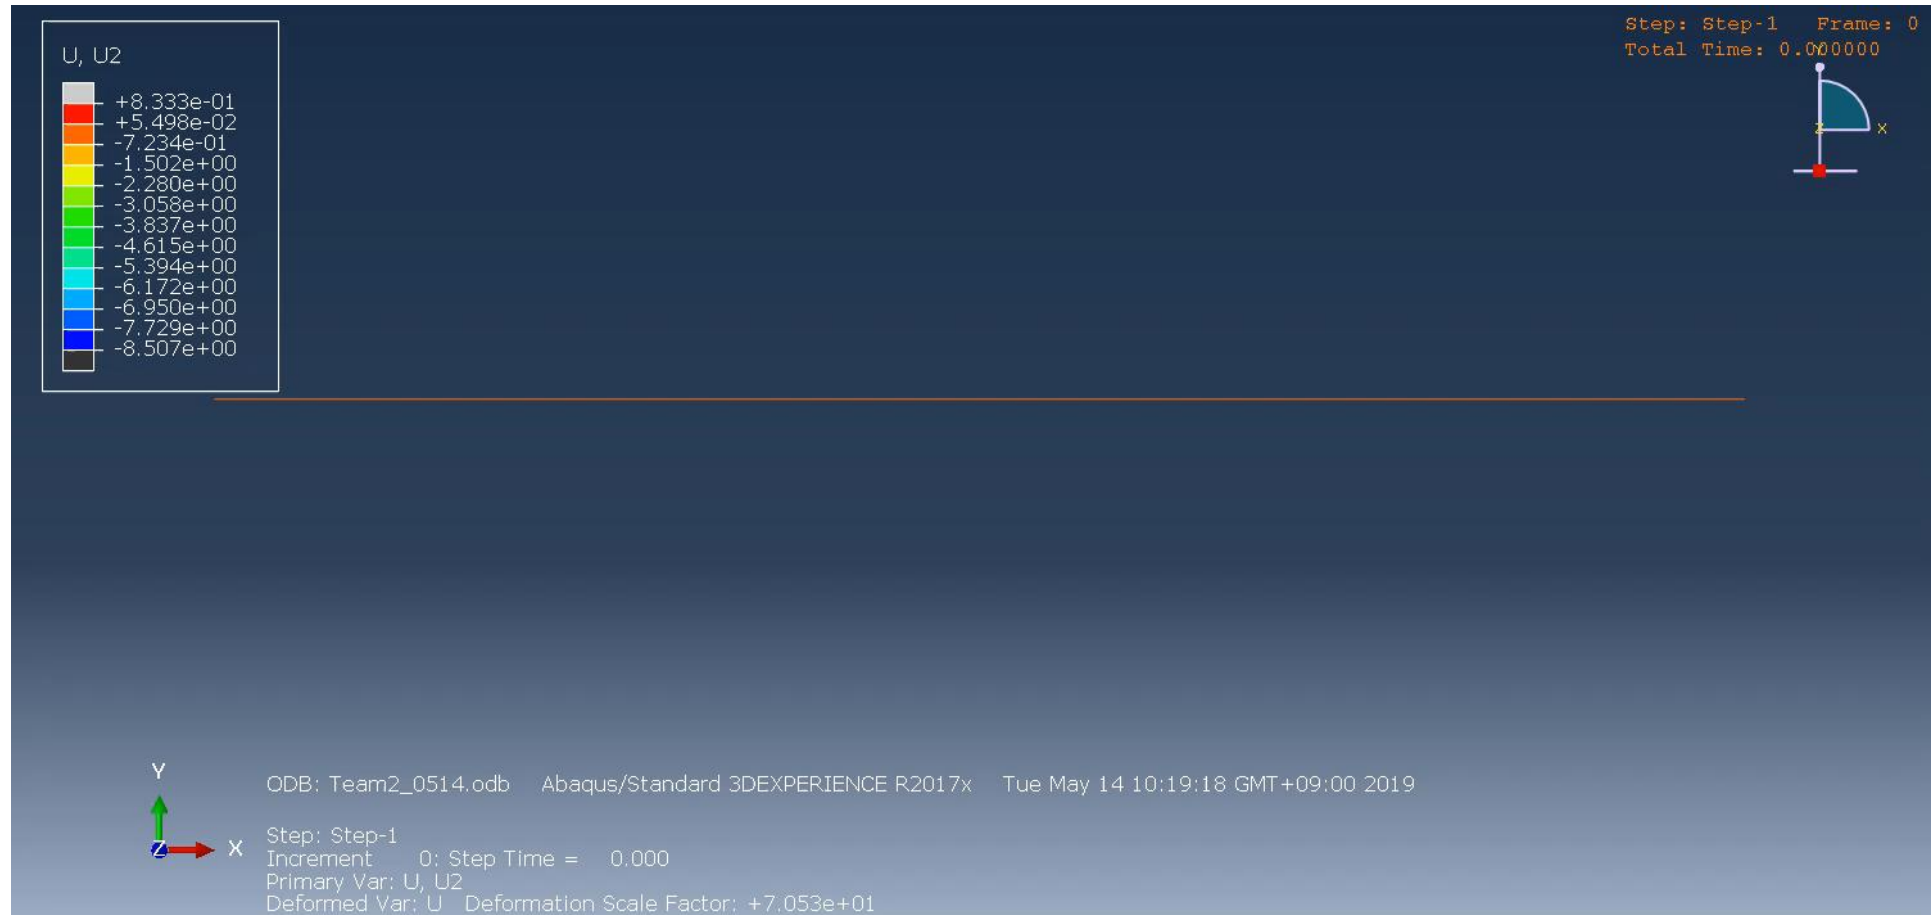 U, U2
+8.333e-01
+5.498e-02
-7.234e-01
-1.502e+00
-2.280e+00
-3.058e+00
-3.837e+00
-4.615e+00
-5.394e+00
-6.172e+00
-6.950e+00
-7.729e+00
-8.507e+00
Step: Step-1 Frame: 0
Total Time: 0.000000
Y
Z
X
Y
Z
X
ODB: Team2_0514.odb Abaqus/Standard 3DEXPERIENCE R2017x Tue May 14 10:19:18 GMT+09:00 2019
Step: Step-1
Increment 0: Step Time = 0.000
Primary Var: U, U2
Deformed Var: U Deformation Scale Factor: +7.053e+01